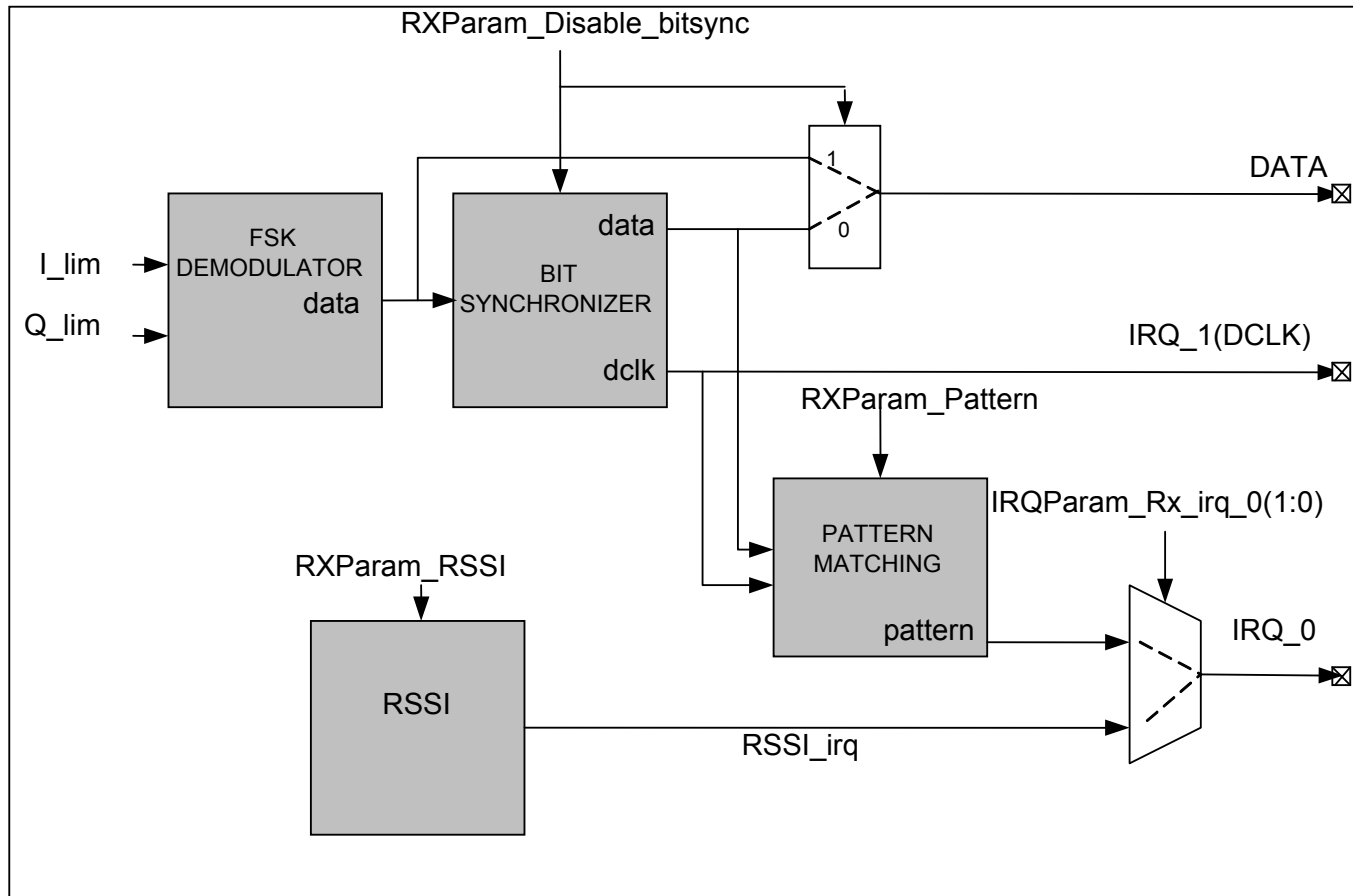 RXParam_Disable_bitsync
1
DATA
0
FSK
DEMODULATOR
data
I_lim
Q_lim
data
BIT
SYNCHRONIZER
dclk
IRQ_1(DCLK)
RXParam_Pattern
IRQParam_Rx_irq_0(1:0)
PATTERN
MATCHING
pattern
IRQ_0
RXParam_RSSI
RSSI
RSSI_irq